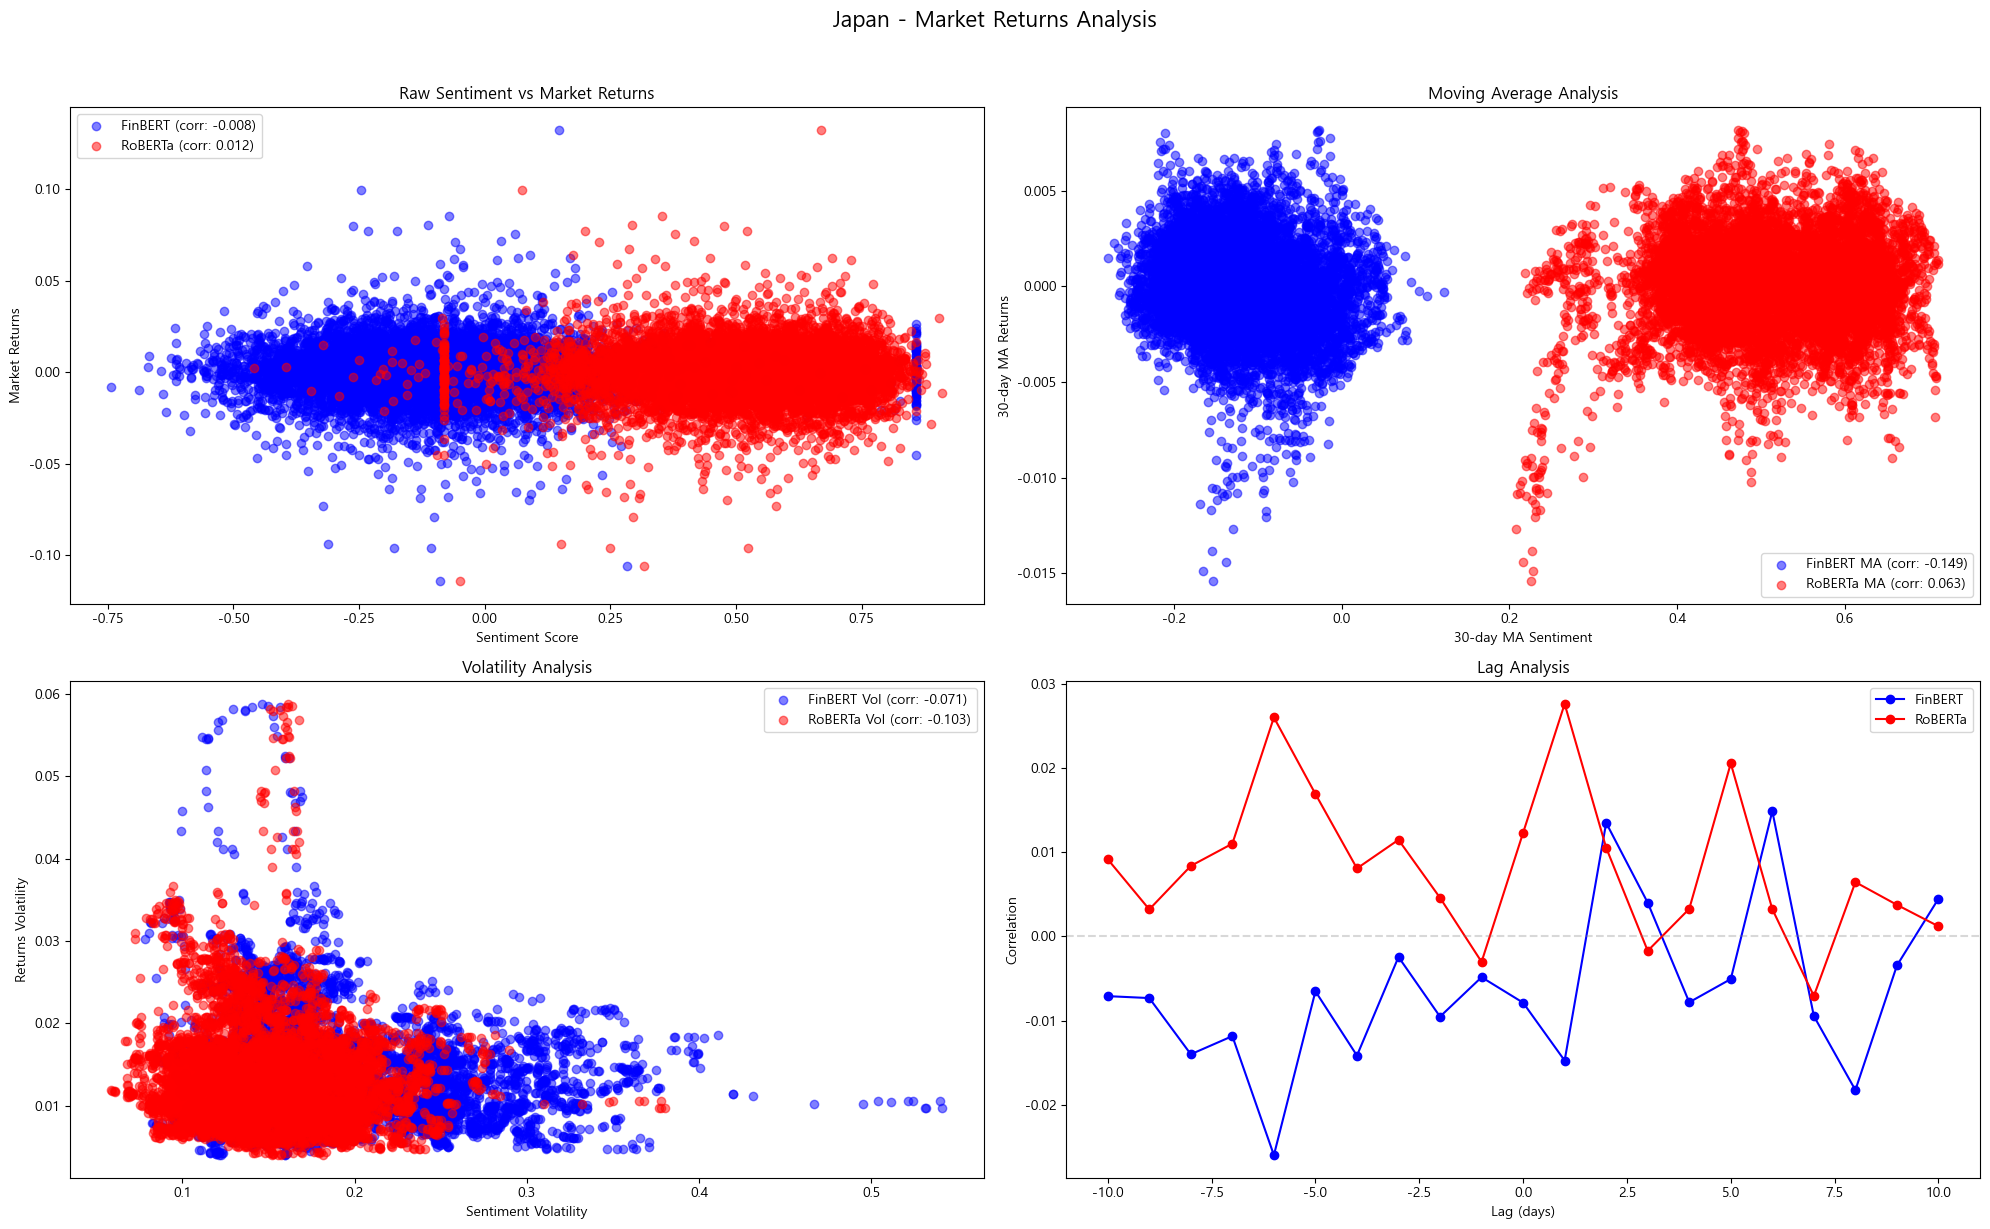 Japan - Market Returns Analysis
Raw Sentiment vs Market Returns
FinBERT (corr: -0.008)
RoBERTa (corr: 0.012)
Market Returns
0.10
0.05
0.00
-0.05
-0.10
-0.75
-0.50
-0.25
0.00
0.25
0.50
0.75
Sentiment Score
Moving Average Analysis
30-day MA Returns
0.005
0.000
-0.005
-0.010
-0.015
FinBERT MA (corr: -0.149)
RoBERTa MA (corr: 0.063)
-0.2
0.0
0.2
0.4
0.6
30-day MA Sentiment
Volatility Analysis
FinBERT Vol (corr: -0.071)
RoBERTa Vol (corr: -0.103)
Returns Volatility
0.06
0.05
0.04
0.03
0.02
0.01
0.1
0.2
0.3
0.4
0.5
Sentiment Volatility
Lag Analysis
FinBERT
RoBERTa
Correlation
0.03
0.02
0.01
0.00
-0.01
-0.02
-10.0
-7.5
-5.0
-2.5
0.0
2.5
5.0
7.5
10.0
Lag (days)